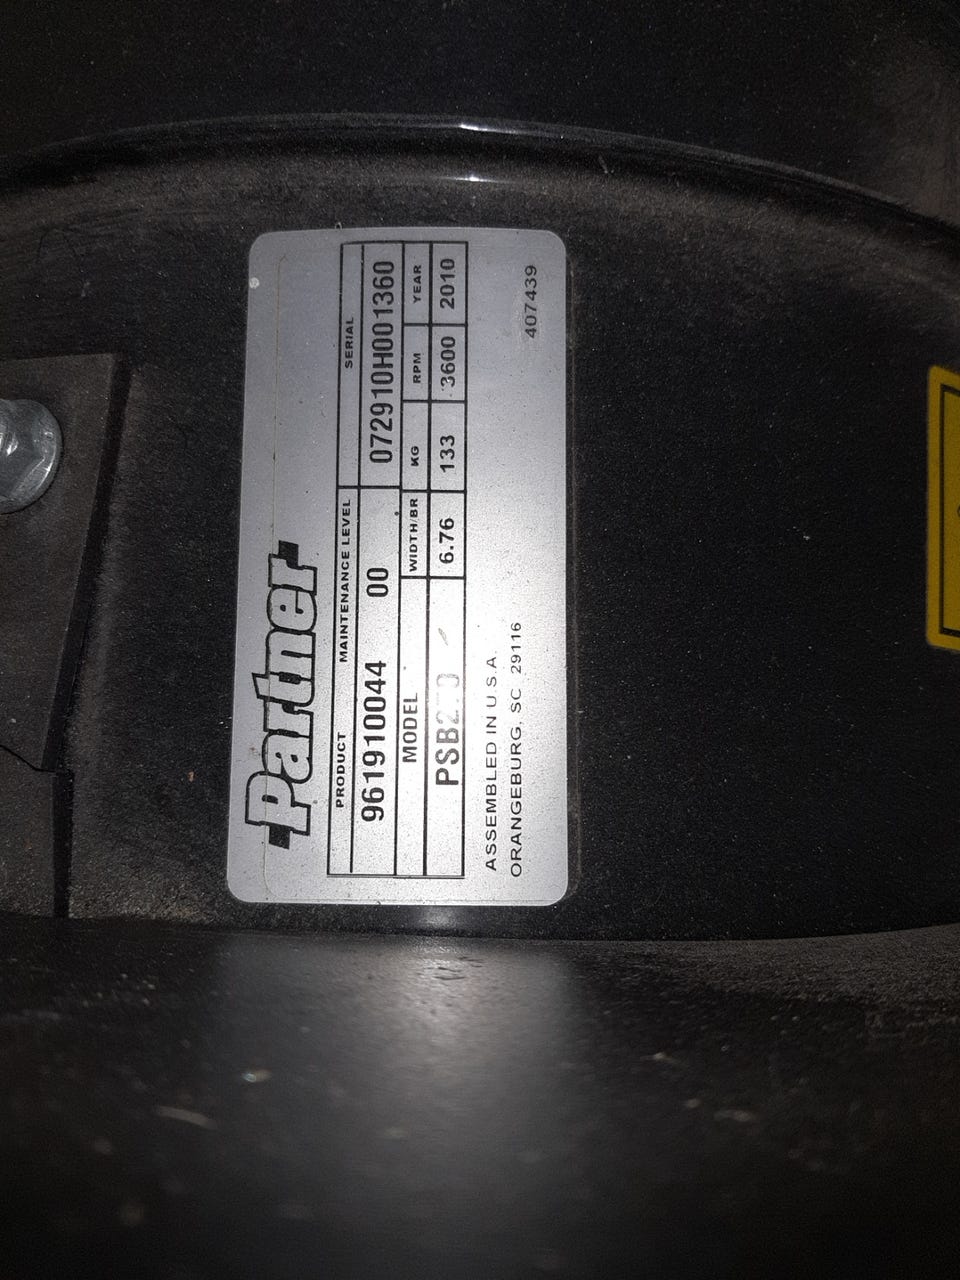 Partner
PRODUCT MAINTENANCE LEVEL SERIAL
961910044 00 072910H001360
MODEL WIDTH/BR KG RPM YEAR
6.76 133 3600 2010
ASSEMBLED IN U.S.A.
ORANGEBURG, SC 29116 407439